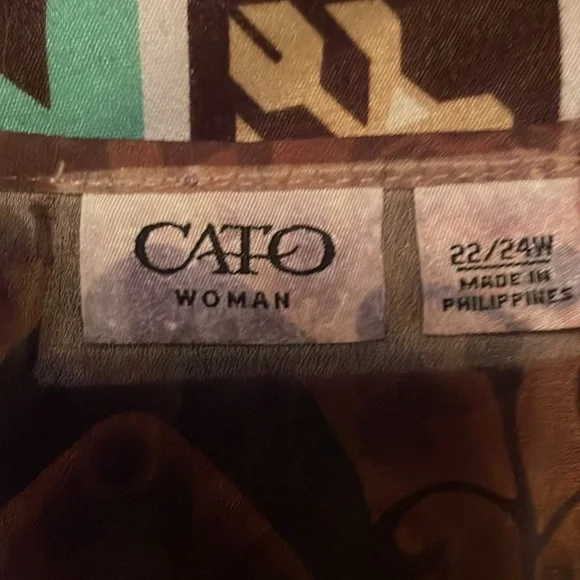 CATO
WOMAN
22/24W
MADE IN
PHILIPPINES